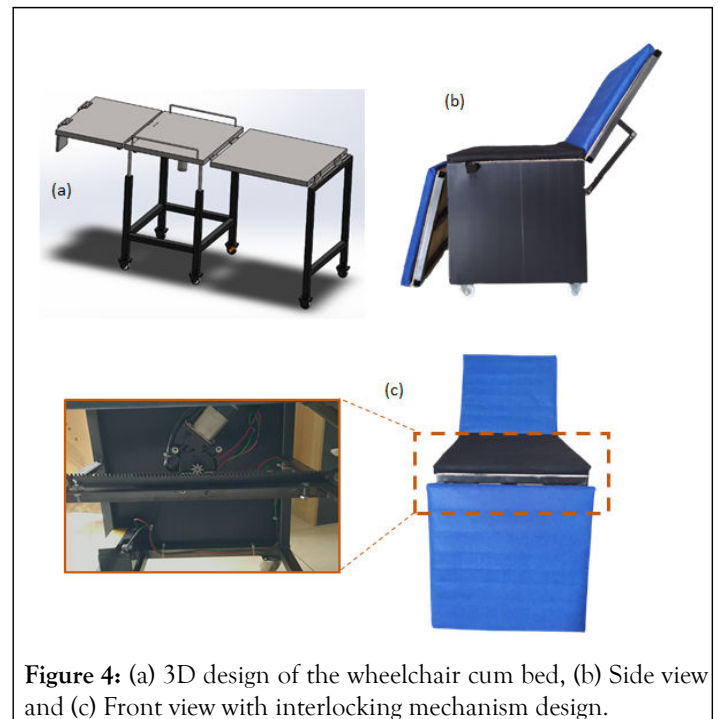 (a)
(b)
(c)
Figure 4: (a) 3D design of the wheelchair cum bed, (b) Side view
and (c) Front view with interlocking mechanism design.